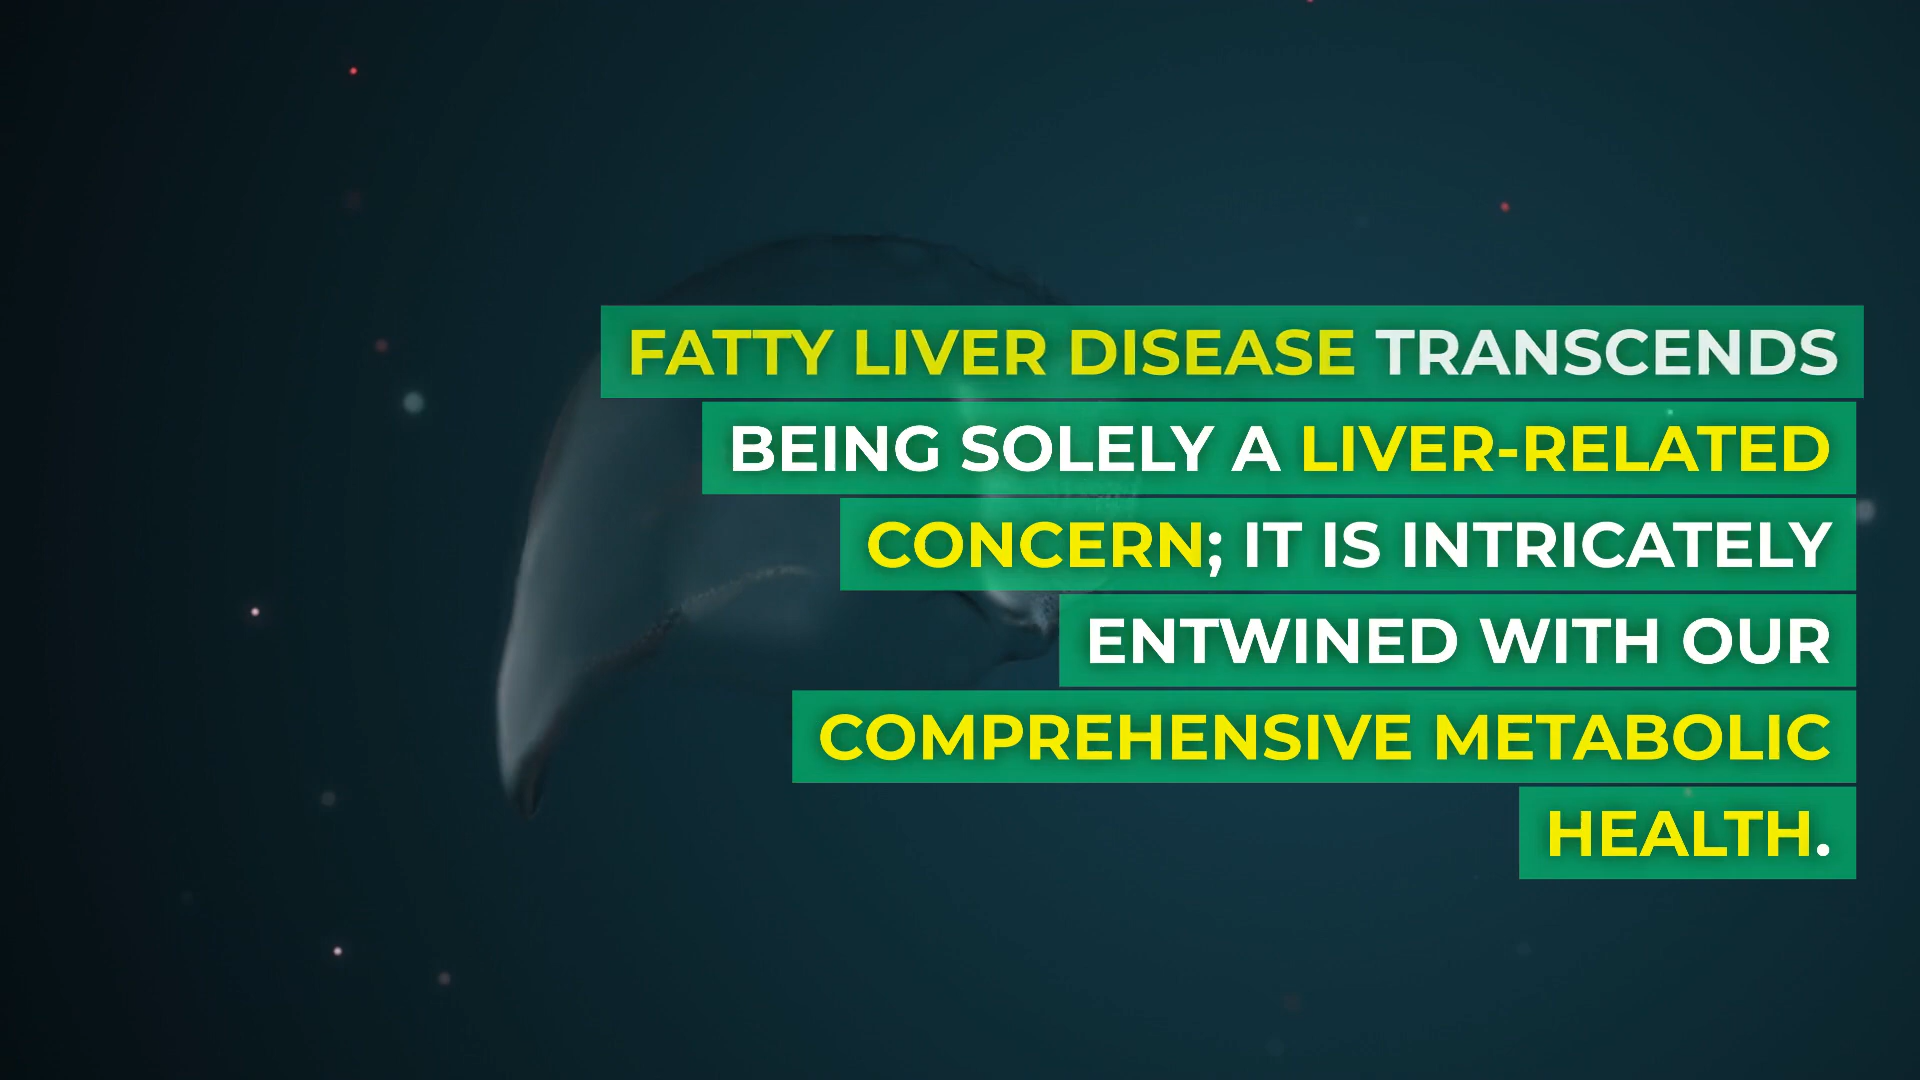 FATTY LIVER DISEASE TRANSCENDS
BEING SOLELY A LIVER-RELATED
CONCERN; IT IS INTRICATELY
ENTWINED WITH OUR
COMPREHENSIVE METABOLIC
HEALTH.